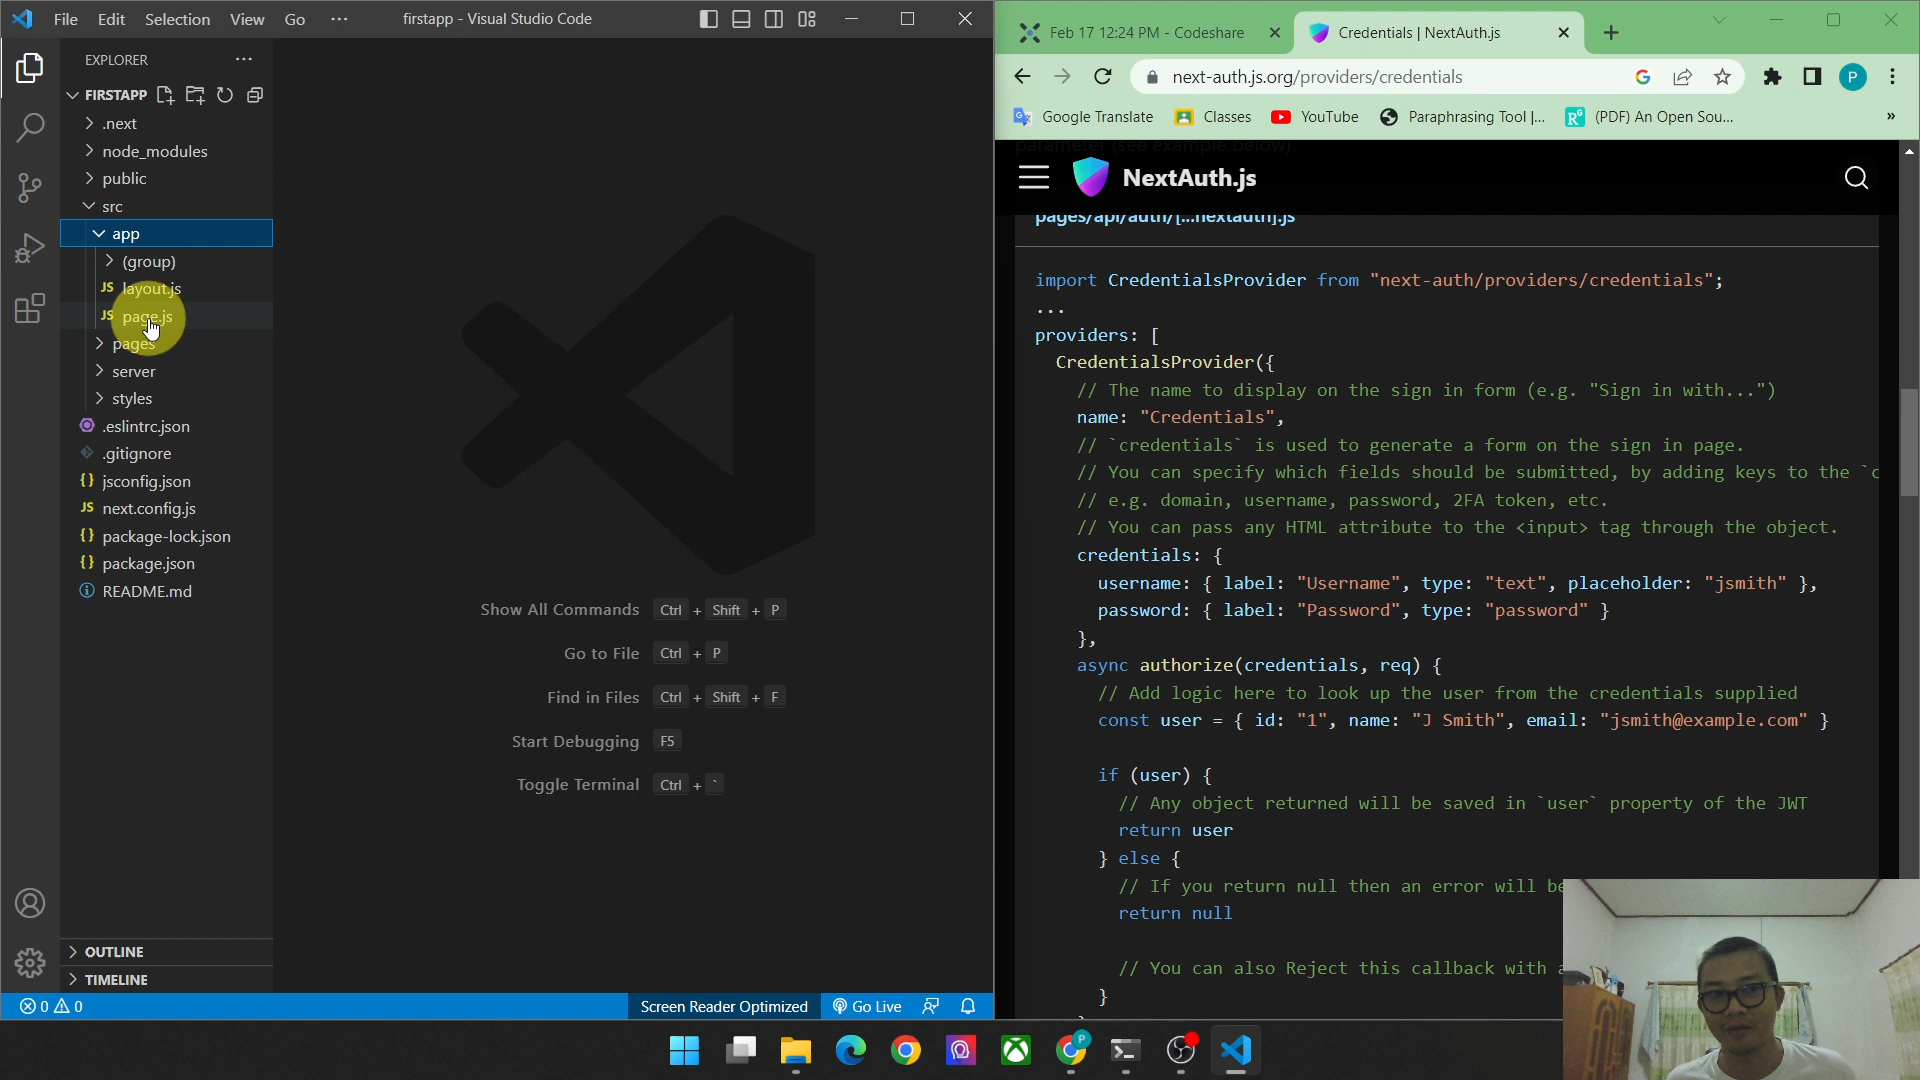 File Edit Selection View Go ··· firstapp - Visual Studio Code
EXPLORER
FIRSTAPP
.next
node_modules
public
src
app
(group)
JS layout.js
JS page.js
pages
server
styles
.eslintrc.json
.gitignore
{} jsconfig.json
JS next.config.js
{} package-lock.json
{} package.json
README.md
OUTLINE
TIMELINE
Show All Commands Ctrl + Shift + P
Go to File Ctrl + P
Find in Files Ctrl + Shift + F
Start Debugging F5
Toggle Terminal Ctrl + `
0 0 Screen Reader Optimized Go Live
Feb 17 12:24 PM - Codeshare
Credentials | NextAuth.js
next-auth.js.org/providers/credentials
P
Google Translate Classes YouTube Paraphrasing Tool |... (PDF) An Open Sou... »
parameter (see example below).
NextAuth.js
pages/api/auth/[...nextauth].js
import CredentialsProvider from "next-auth/providers/credentials";
...
providers: [
CredentialsProvider({
// The name to display on the sign in form (e.g. "Sign in with...")
name: "Credentials",
// `credentials` is used to generate a form on the sign in page.
// You can specify which fields should be submitted, by adding keys to the `c
// e.g. domain, username, password, 2FA token, etc.
// You can pass any HTML attribute to the <input> tag through the object.
credentials: {
username: { label: "Username", type: "text", placeholder: "jsmith" },
password: { label: "Password", type: "password" }
},
async authorize(credentials, req) {
// Add logic here to look up the user from the credentials supplied
const user = { id: "1", name: "J Smith", email: "jsmith@example.com" }
if (user) {
// Any object returned will be saved in `user` property of the JWT
return user
} else {
// If you return null then an error will be
return null
// You can also Reject this callback with a
}
P